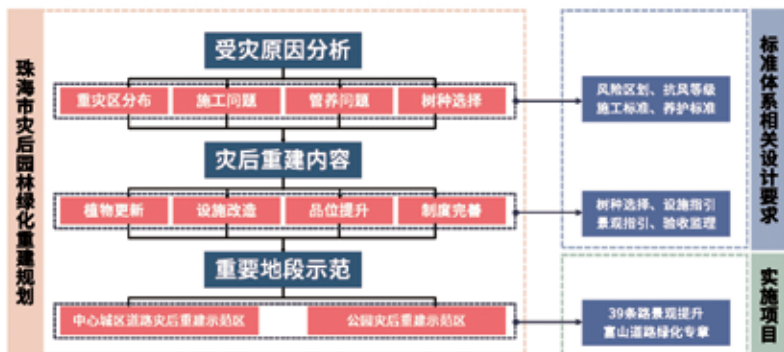 珠海市灾后园林绿化重建规划
受灾原因分析
重灾区分布
施工问题
管养问题
树种选择
风险区划、抗风等级
施工标准、养护标准
灾后重建内容
植物更新
设施改造
品位提升
制度完善
树种选择、设施指引
景观指引、验收监理
标准体系相关设计要求
重要地段示范
中心城区道路灾后重建示范区
公园灾后重建示范区
39条路景观提升
富山道路绿化专章
实施项目